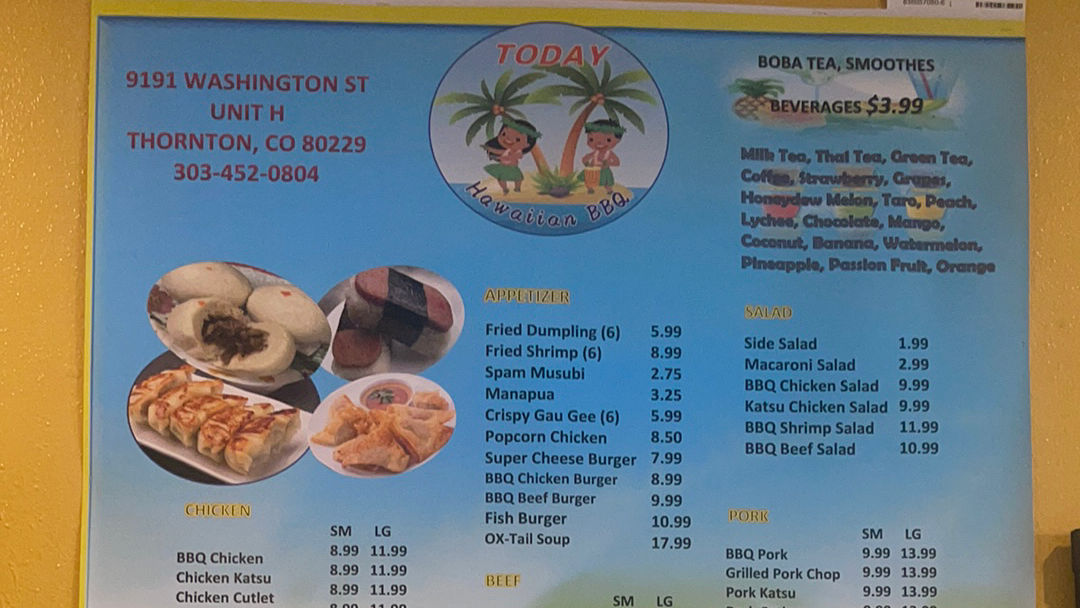 9191 WASHINGTON ST
UNIT H
THORNTON, CO 80229
303-452-0804
TODAY
Hawaiian BBQ
BOBA TEA, SMOOTHES
BEVERAGES $3.99
Milk Tea, Thai Tea, Green Tea,
Coffee, Strawberry, Grapes,
Honeydew Melon, Taro, Peach,
Lychee, Chocolate, Mango,
Coconut, Banana, Watermelon,
Pineapple, Passion Fruit, Orange
APPETIZER
Fried Dumpling (6) 5.99
Fried Shrimp (6) 8.99
Spam Musubi 2.75
Manapua 3.25
Crispy Gau Gee (6) 5.99
Popcorn Chicken 8.50
Super Cheese Burger 7.99
BBQ Chicken Burger 8.99
BBQ Beef Burger 9.99
Fish Burger 10.99
OX-Tail Soup 17.99
SALAD
Side Salad 1.99
Macaroni Salad 2.99
BBQ Chicken Salad 9.99
Katsu Chicken Salad 9.99
BBQ Shrimp Salad 11.99
BBQ Beef Salad 10.99
CHICKEN
SM LG
BBQ Chicken 8.99 11.99
Chicken Katsu 8.99 11.99
Chicken Cutlet 8.99 11.99
BEEF
SM LG
PORK
SM LG
BBQ Pork 9.99 13.99
Grilled Pork Chop 9.99 13.99
Pork Katsu 9.99 13.99